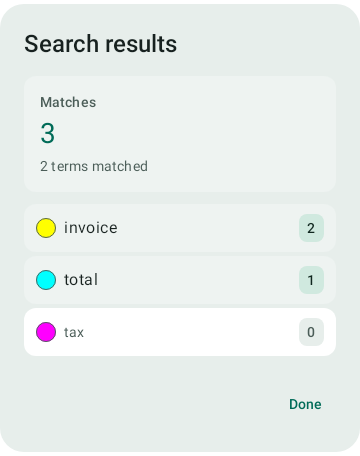 Search results
Matches
3
2 terms matched
invoice 2
total 1
tax 0
Done